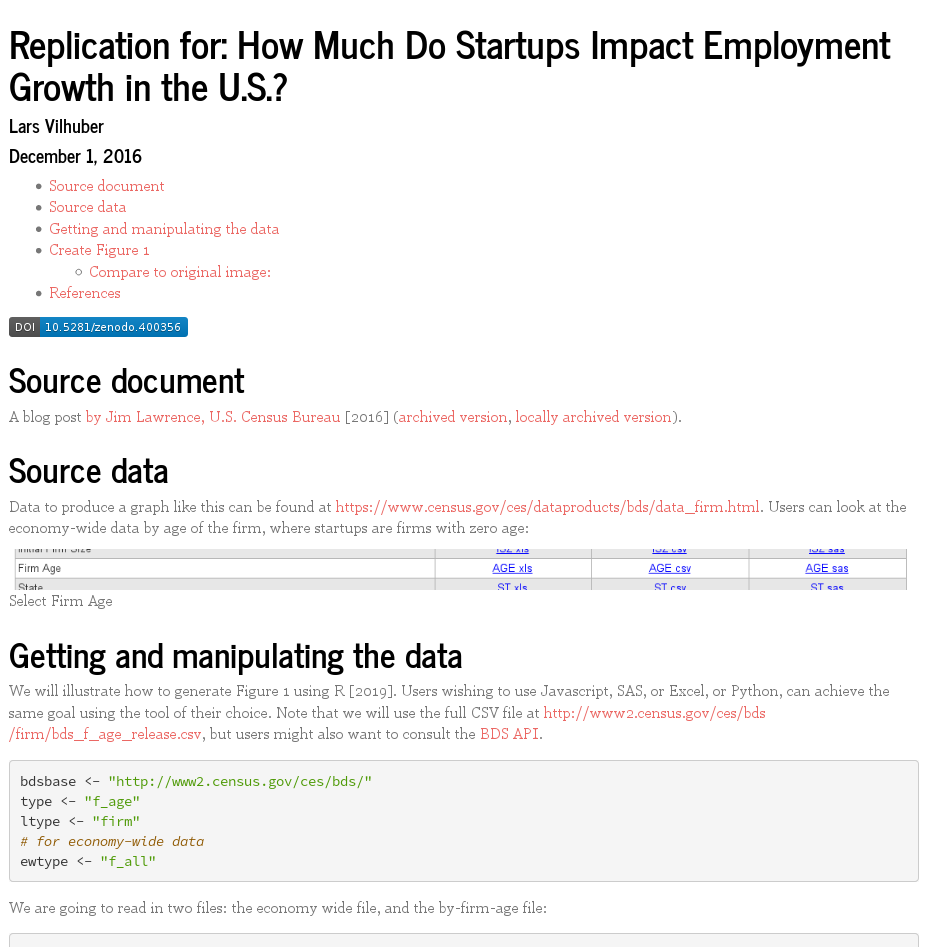 Replication for: How Much Do Startups Impact Employment
Growth in the U.S.?
Lars Vilhuber
December 1, 2016
Source document
Source data
Getting and manipulating the data
Create Figure 1
Compare to original image:
References
DOI 10.5281/zenodo.400356
Source document
A blog post by Jim Lawrence, U.S. Census Bureau [2016] (archived version, locally archived version).
Source data
Data to produce a graph like this can be found at https://www.census.gov/ces/dataproducts/bds/data_firm.html. Users can look at the
economy-wide data by age of the firm, where startups are firms with zero age:
Initial Firm Size ISZ xls ISZ csv ISZ sas
Firm Age AGE xls AGE csv AGE sas
State ST xls ST csv ST sas
Select Firm Age
Getting and manipulating the data
We will illustrate how to generate Figure 1 using R [2019]. Users wishing to use Javascript, SAS, or Excel, or Python, can achieve the
same goal using the tool of their choice. Note that we will use the full CSV file at http://www2.census.gov/ces/bds
/firm/bds_f_age_release.csv, but users might also want to consult the BDS API.
bdsbase <- "http://www2.census.gov/ces/bds/"
type <- "f_age"
ltype <- "firm"
# for economy-wide data
ewtype <- "f_all"
We are going to read in two files: the economy wide file, and the by-firm-age file: